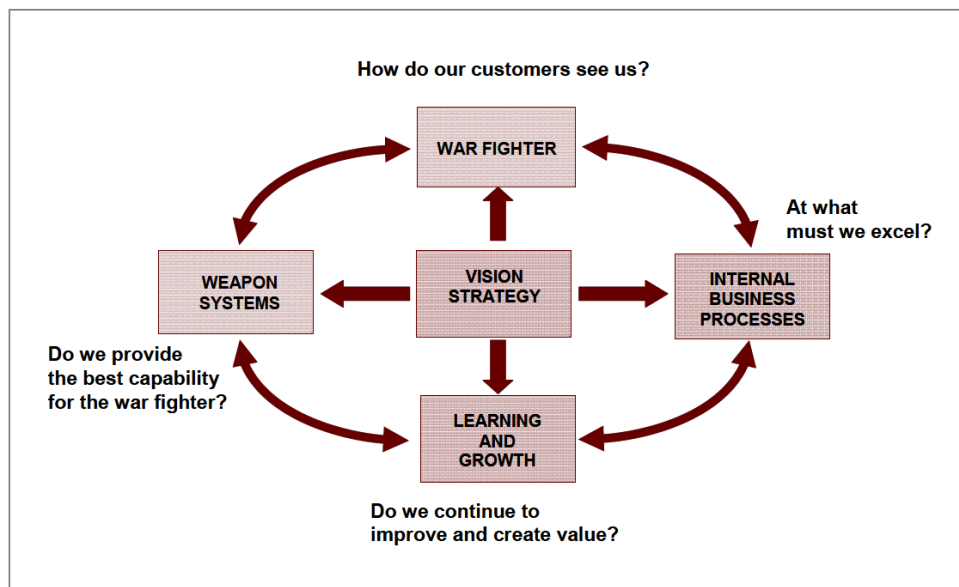 How do our customers see us?
WAR FIGHTER
At what
must we excel?
WEAPON
SYSTEMS
VISION
STRATEGY
INTERNAL
BUSINESS
PROCESSES
Do we provide
the best capability
for the war fighter?
LEARNING
AND
GROWTH
Do we continue to
improve and create value?